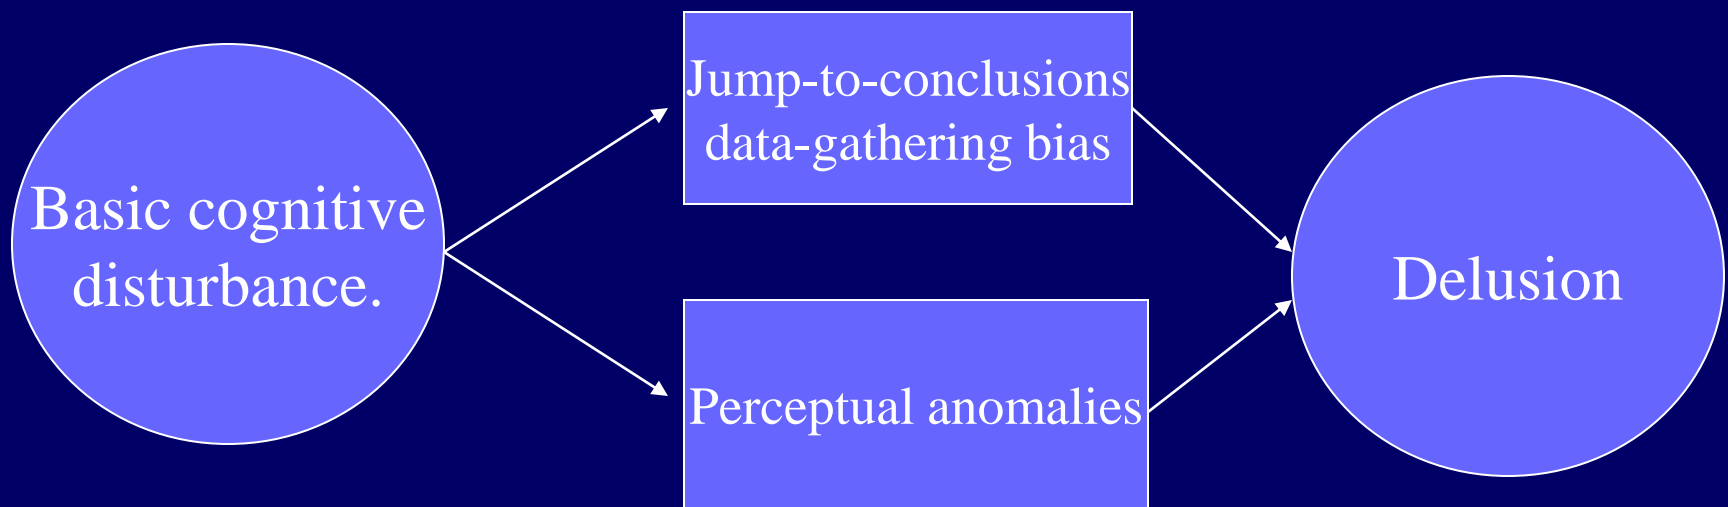 Basic cognitive
disturbance.
Jump-to-conclusions
data-gathering bias
Perceptual anomalies
Delusion